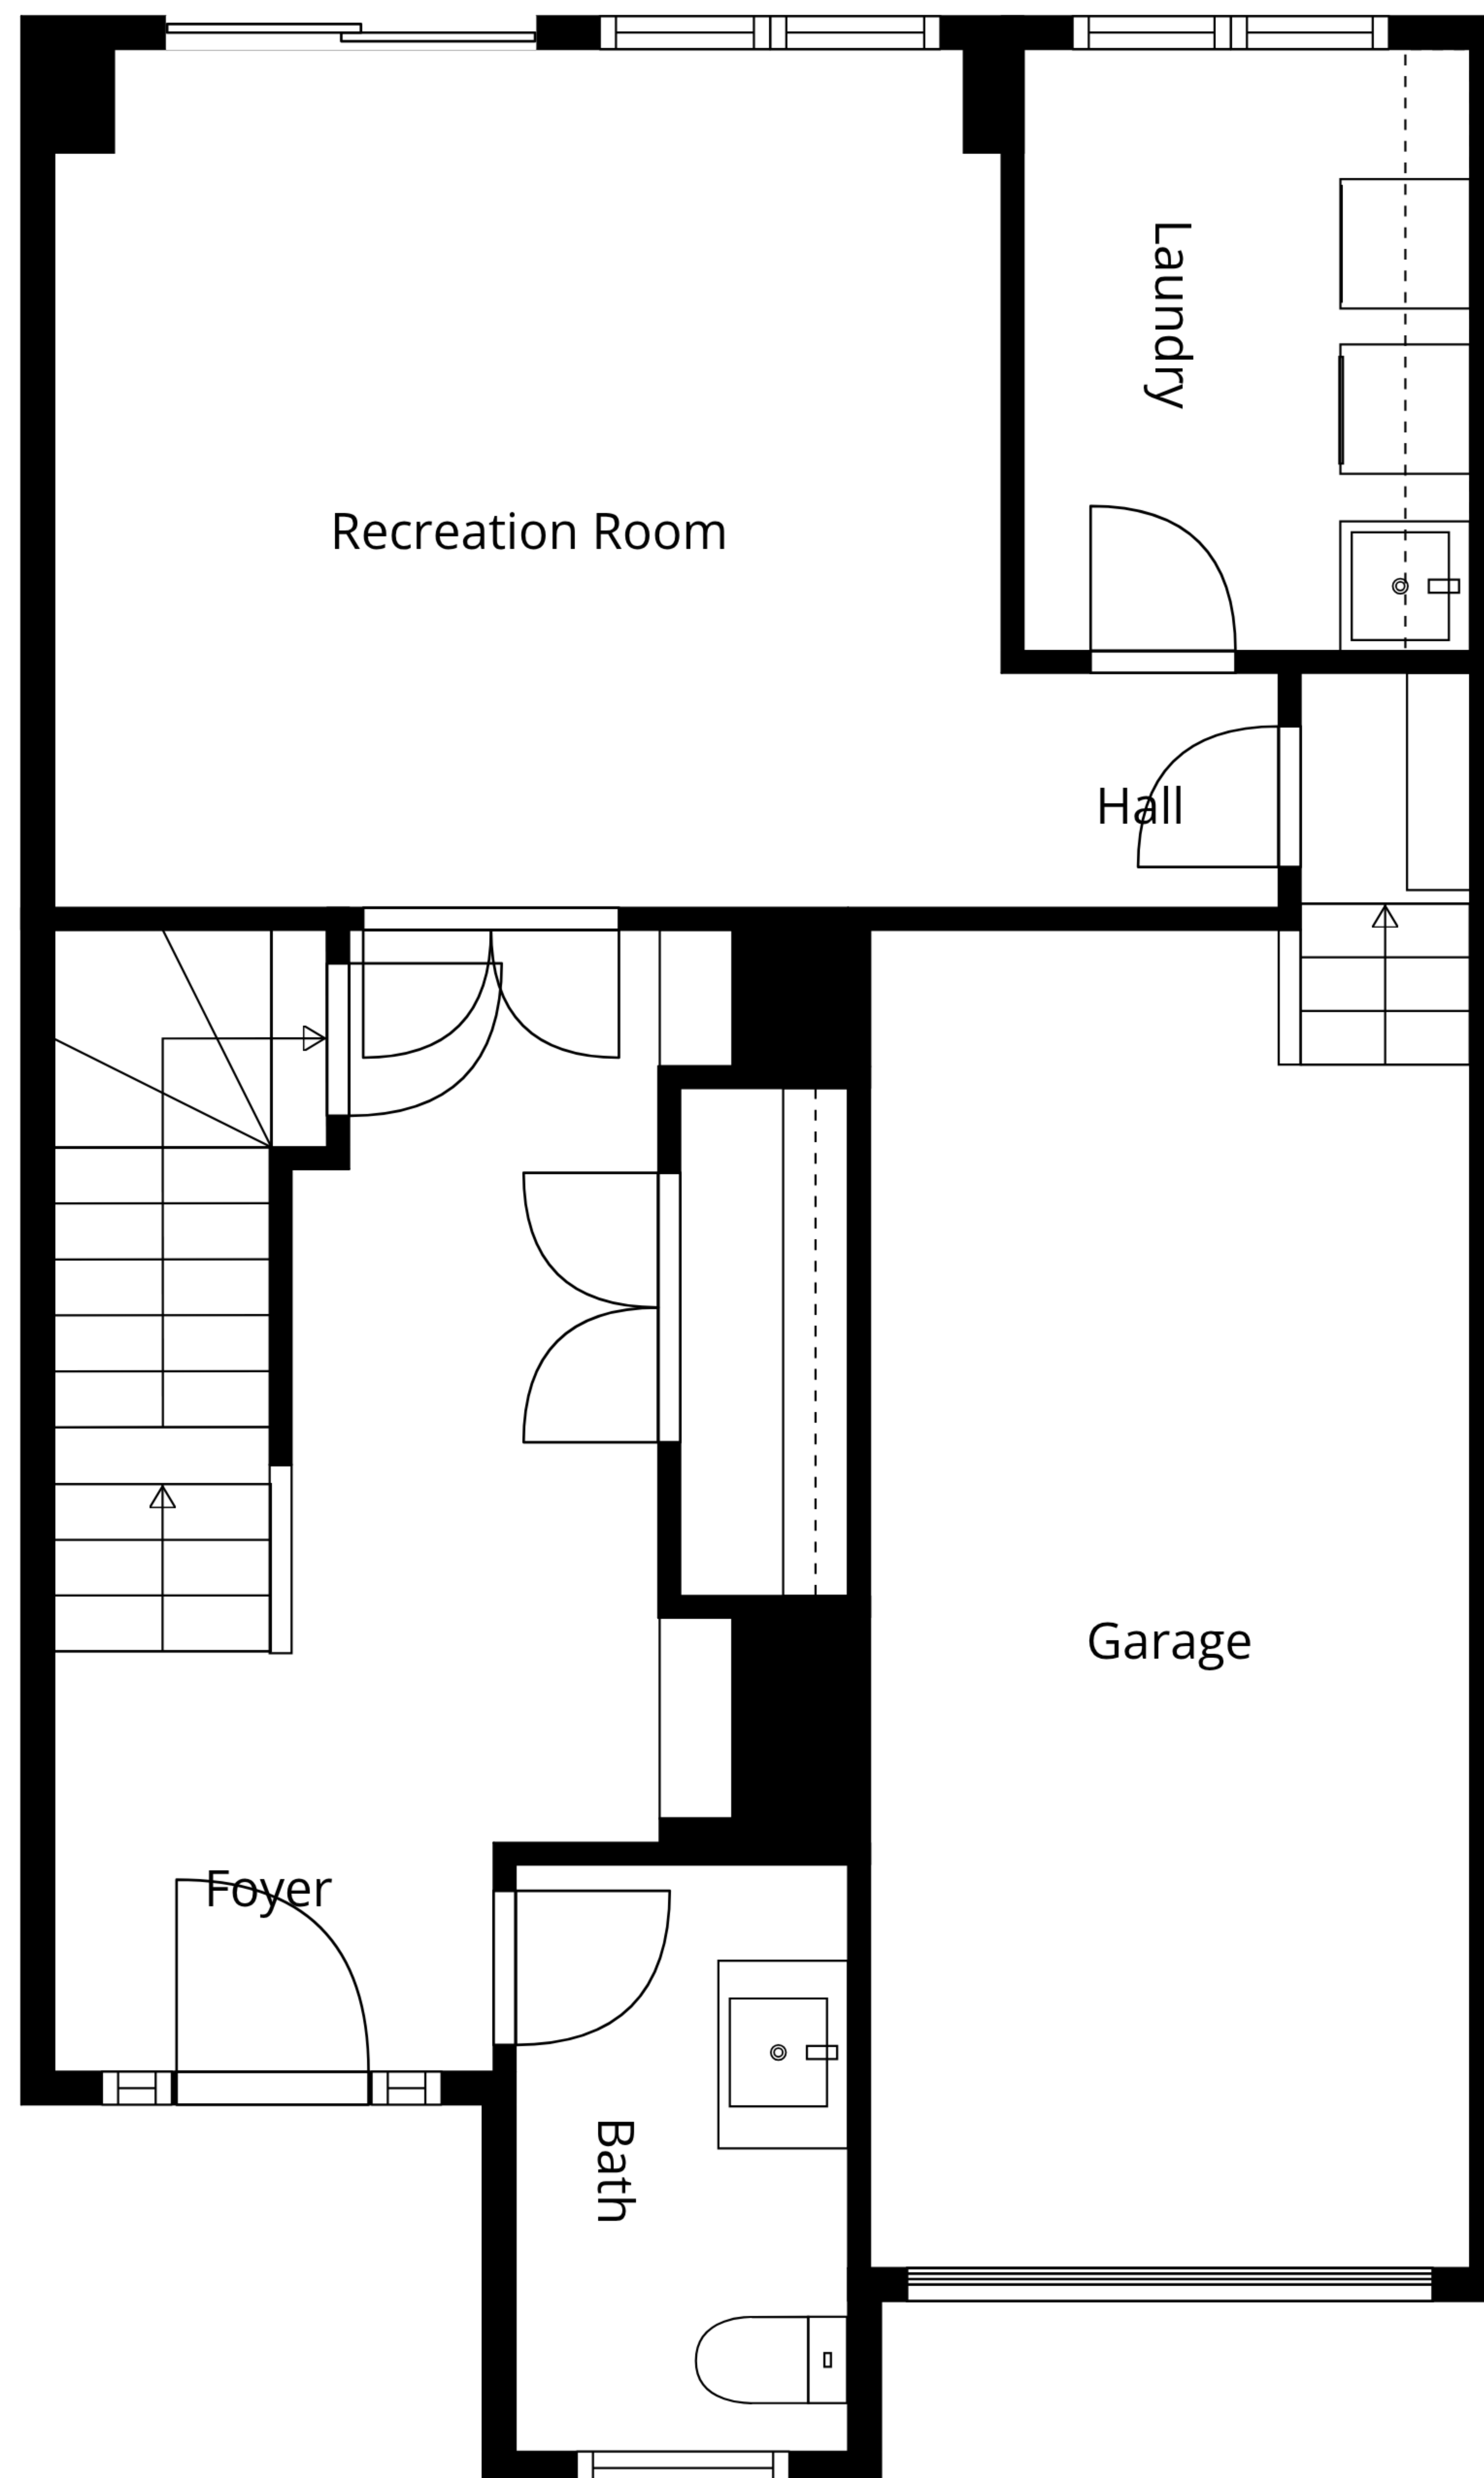 Laundry
Recreation Room
Hall
Garage
Foyer
Bath